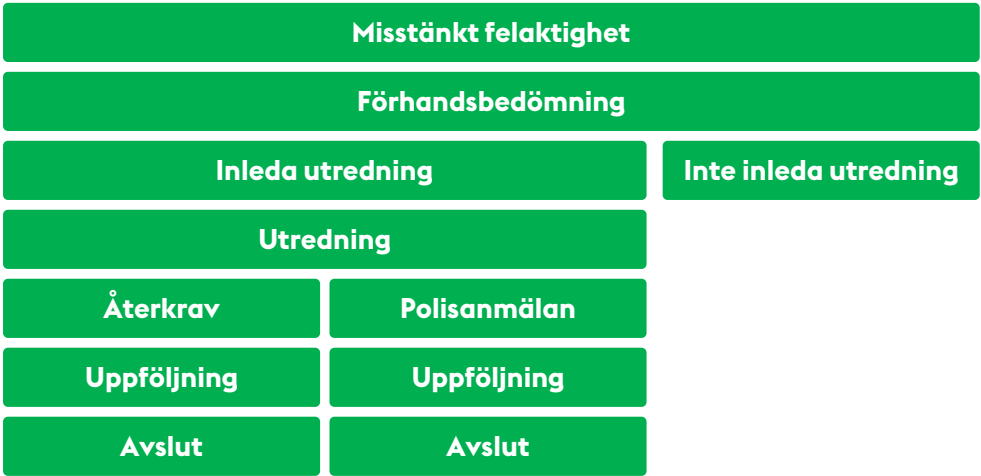 Misstänkt felaktighet
Förhandsbedömning
Inleda utredning
Inte inleda utredning
Utredning
Återkrav
Polisanmälan
Uppföljning
Uppföljning
Avslut
Avslut